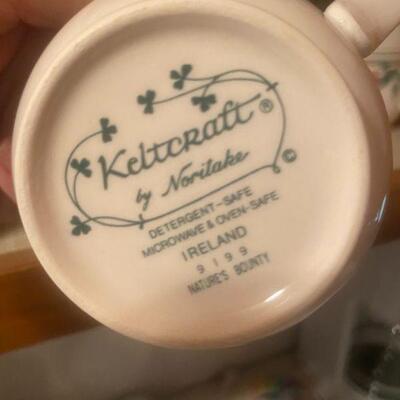 Keltcraft ®
by Noritake
©
DETERGENT-SAFE
MICROWAVE & OVEN-SAFE
IRELAND
9199
NATURE'S BOUNTY